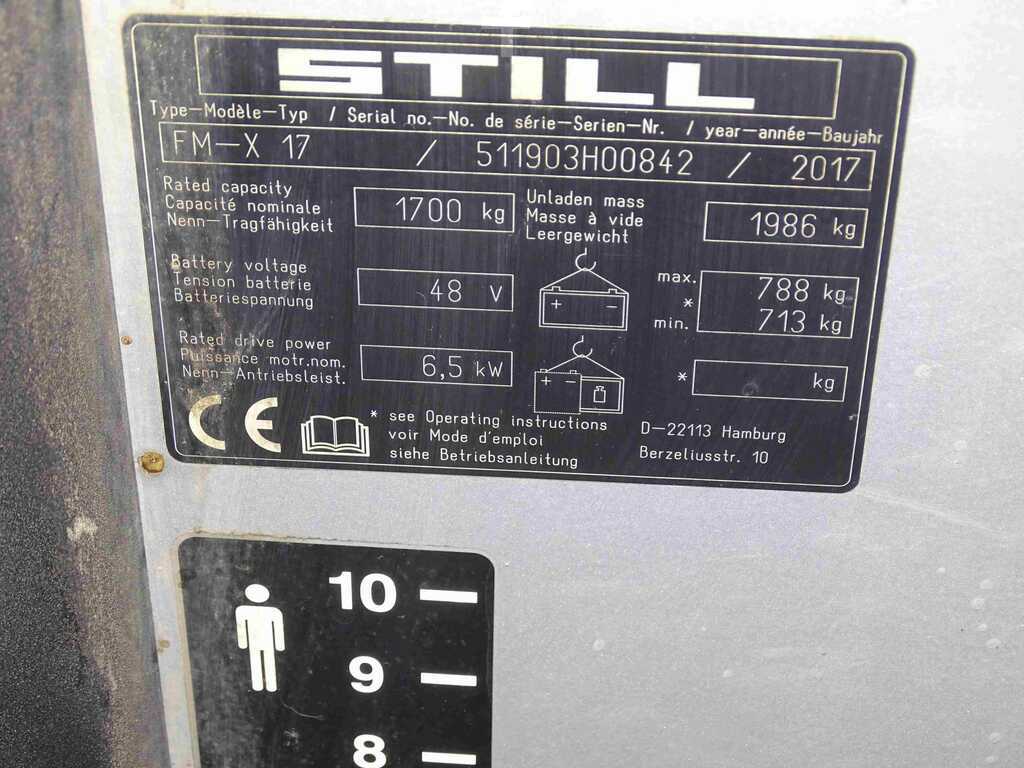 STILL
Type-Modèle-Typ / Serial no.-No. de série-Serien-Nr. / year-année-Baujahr
FM-X 17 / 511903H00842 / 2017
Rated capacity
Capacité nominale
Nenn-Tragfähigkeit
1700 kg
Unladen mass
Masse à vide
Leergewicht
1986 kg
Battery voltage
Tension batterie
Batteriespannung
48 V
+ -
max.
*
min.
788 kg
713 kg
Rated drive power
Puissance motr.nom.
Nenn-Antriebsleist.
6,5 kW
+ -
* kg
CE
* see Operating instructions
voir Mode d'emploi
siehe Betriebsanleitung
D-22113 Hamburg
Berzeliusstr. 10
10
9
8